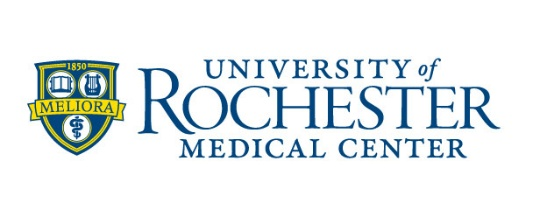 1850
MELIORA
UNIVERSITY of
ROCHESTER
MEDICAL CENTER